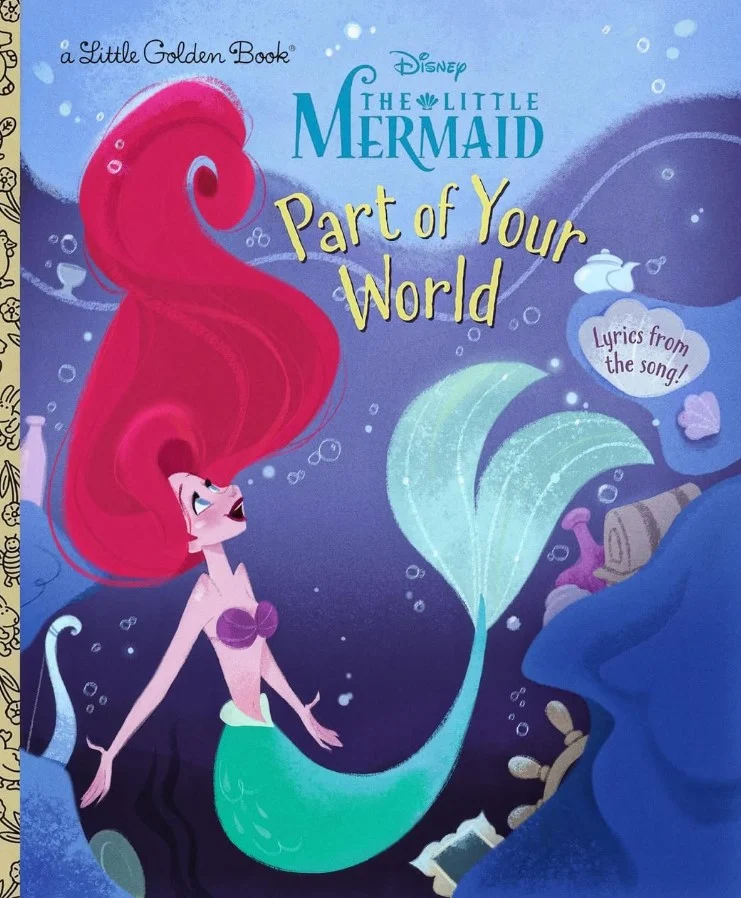 a Little Golden Book®
Disney
THE LITTLE
MERMAID
Part of Your
World
Lyrics from
the song!